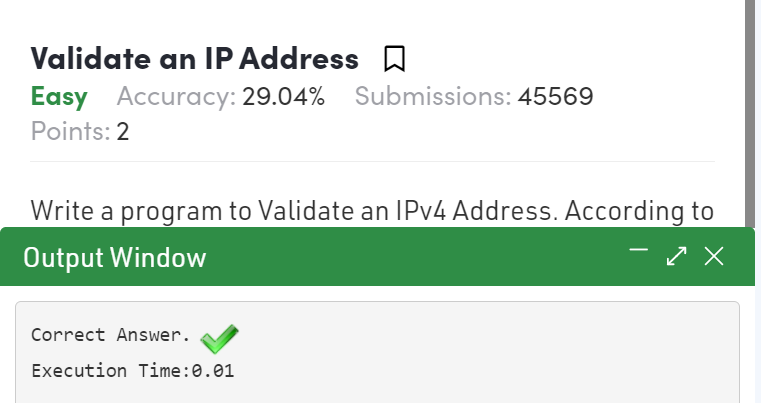 Validate an IP Address
Easy Accuracy: 29.04% Submissions: 45569
Points: 2
Write a program to Validate an IPv4 Address. According to
Output Window
Correct Answer.
Execution Time:0.01